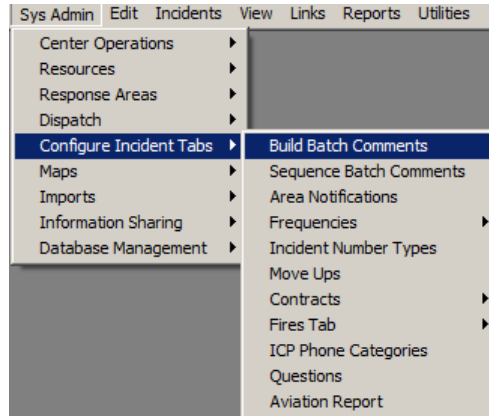 Sys Admin Edit Incidents View Links Reports Utilities
Center Operations
Resources
Response Areas
Dispatch
Configure Incident Tabs
Maps
Imports
Information Sharing
Database Management
Build Batch Comments
Sequence Batch Comments
Area Notifications
Frequencies
Incident Number Types
Move Ups
Contracts
Fires Tab
ICP Phone Categories
Questions
Aviation Report